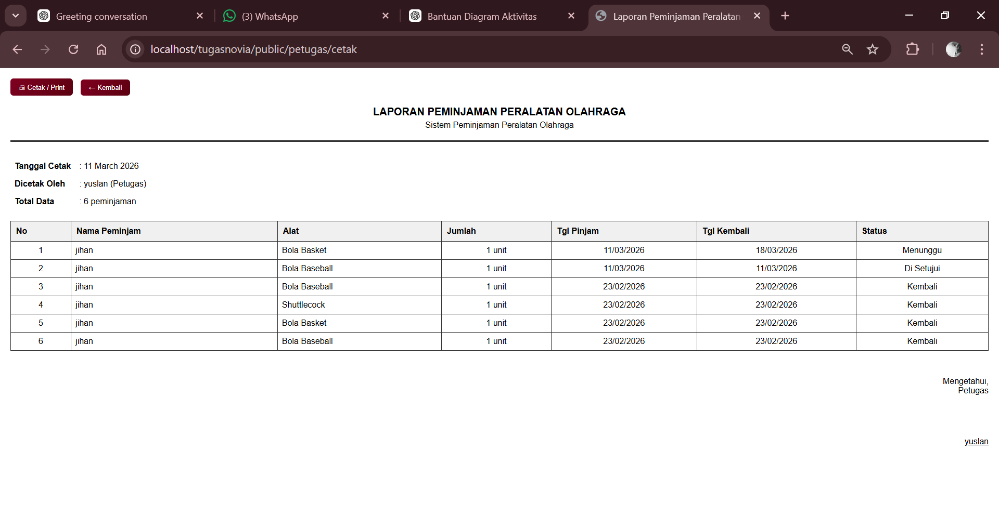 Greeting conversation
(3) WhatsApp
Bantuan Diagram Aktivitas
Laporan Peminjaman Peralatan
localhost/tugasnovia/public/petugas/cetak
Cetak / Print
← Kembali
LAPORAN PEMINJAMAN PERALATAN OLAHRAGA
Sistem Peminjaman Peralatan Olahraga
Tanggal Cetak : 11 March 2026
Dicetak Oleh : yuslan (Petugas)
Total Data : 6 peminjaman
No Nama Peminjam Alat Jumlah Tgl Pinjam Tgl Kembali Status
1 jihan Bola Basket 1 unit 11/03/2026 18/03/2026 Menunggu
2 jihan Bola Baseball 1 unit 11/03/2026 11/03/2026 Di Setujui
3 jihan Bola Baseball 1 unit 23/02/2026 23/02/2026 Kembali
4 jihan Shuttlecock 1 unit 23/02/2026 23/02/2026 Kembali
5 jihan Bola Basket 1 unit 23/02/2026 23/02/2026 Kembali
6 jihan Bola Baseball 1 unit 23/02/2026 23/02/2026 Kembali
Mengetahui,
Petugas
yuslan